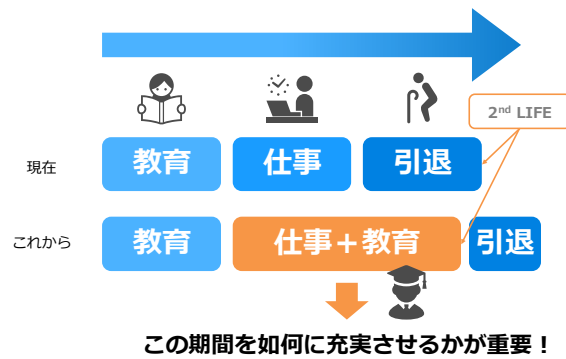 2nd LIFE
現在
教育
仕事
引退
これから
教育
仕事＋教育
引退
この期間を如何に充実させるかが重要！